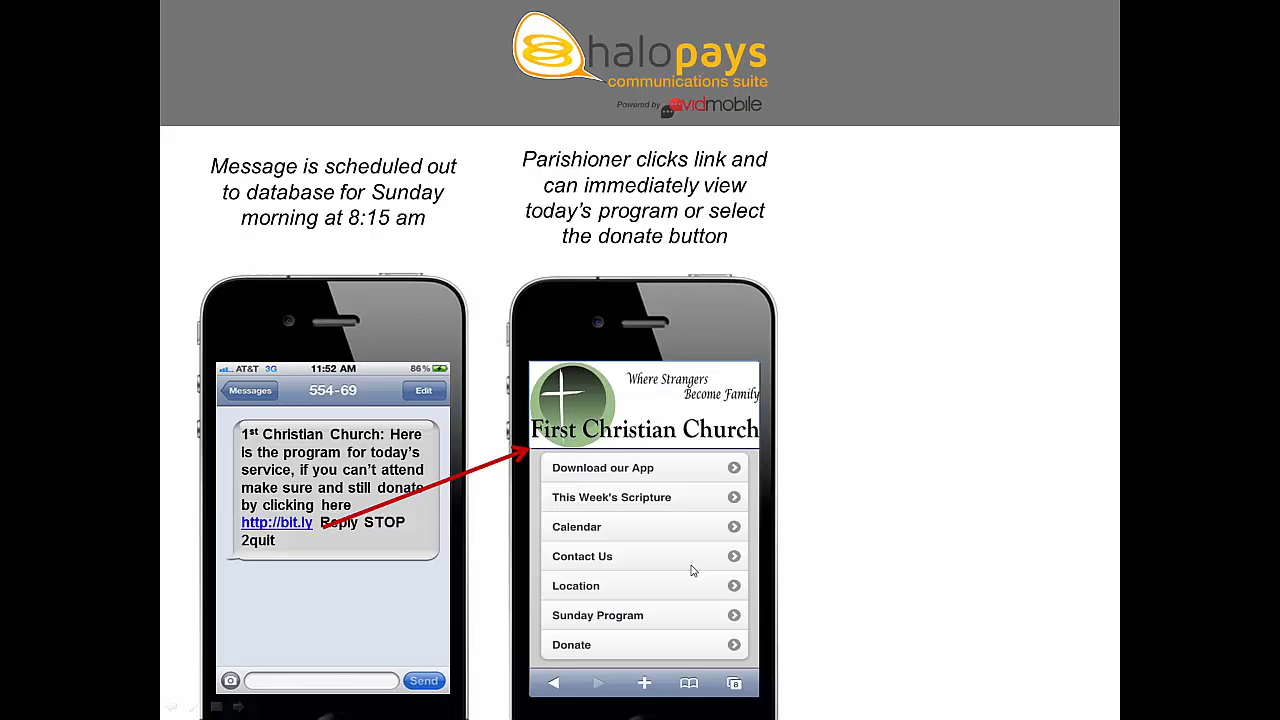 halopays
communications suite
Powered by avidmobile
Message is scheduled out
to database for Sunday
morning at 8:15 am
Parishioner clicks link and
can immediately view
today's program or select
the donate button
AT&T 3G 11:52 AM 86%
Messages 554-69 Edit
1st Christian Church: Here
is the program for today's
service, if you can't attend
make sure and still donate
by clicking here
http://bit.ly Reply STOP
2quit
Send
Where Strangers
Become Family
First Christian Church
Download our App
This Week's Scripture
Calendar
Contact Us
Location
Sunday Program
Donate
8